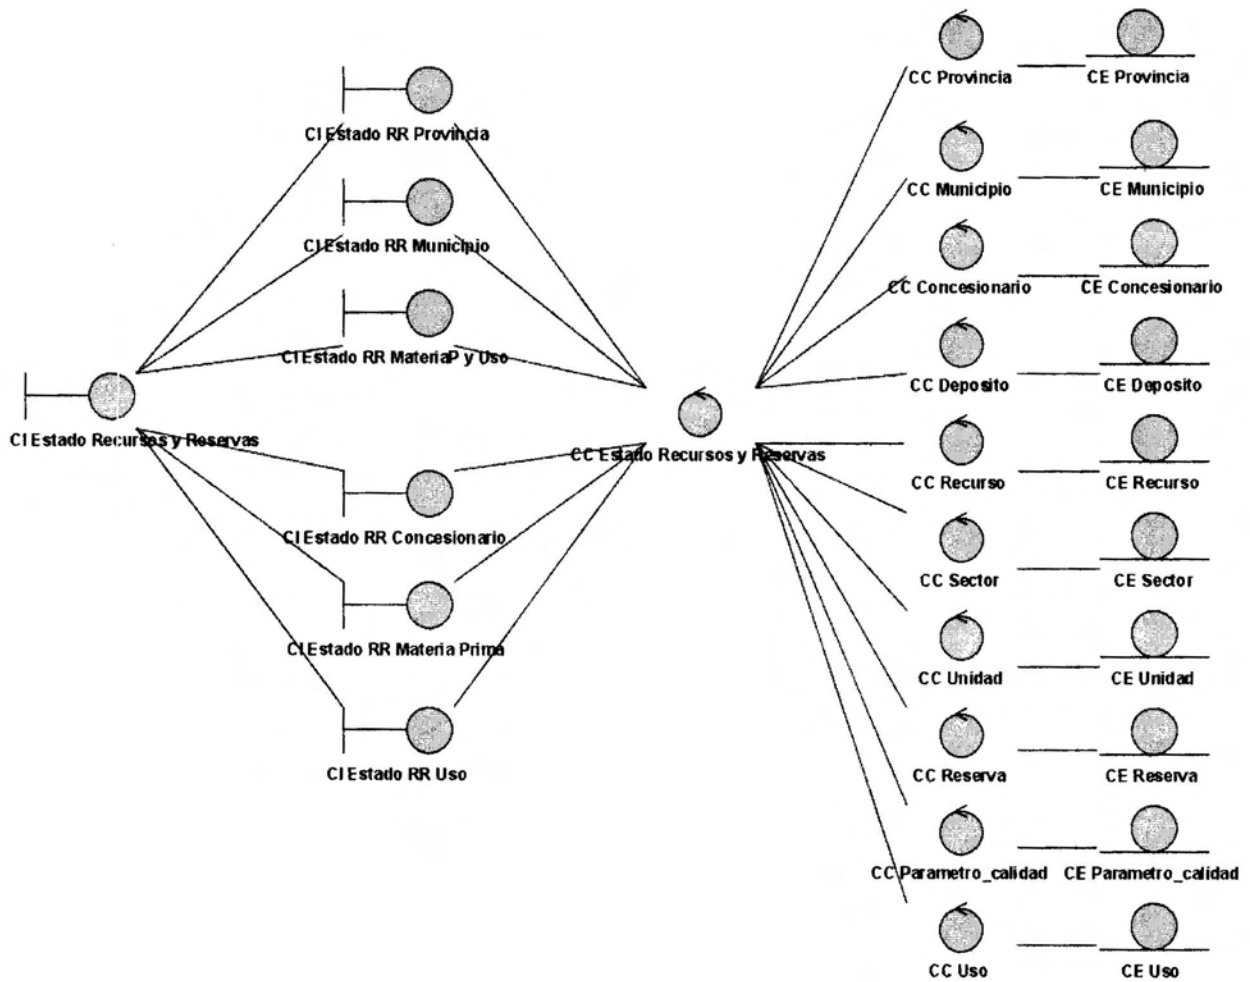 CC Provincia
CE Provincia
CI Estado RR Provincia
CC Municipio
CE Municipio
CI Estado RR Municipio
CC Concesionario
CE Concesionario
CI Estado RR MateriaP y Uso
CC Deposito
CE Deposito
CI Estado Recursos y Reservas
CC Estado Recursos y Reservas
CC Recurso
CE Recurso
CI Estado RR Concesionario
CC Sector
CE Sector
CI Estado RR Materia Prima
CC Unidad
CE Unidad
CI Estado RR Uso
CC Reserva
CE Reserva
CC Parametro_calidad
CE Parametro_calidad
CC Uso
CE Uso